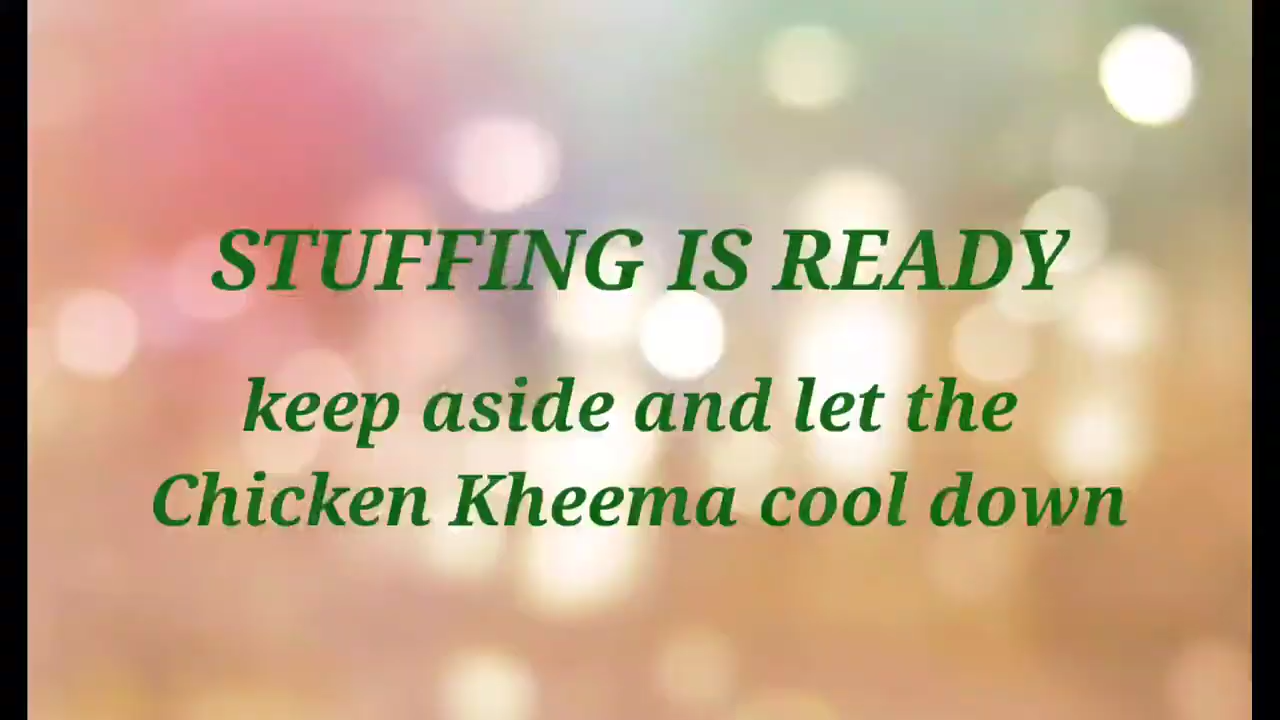 STUFFING IS READY
keep aside and let the
Chicken Kheema cool down